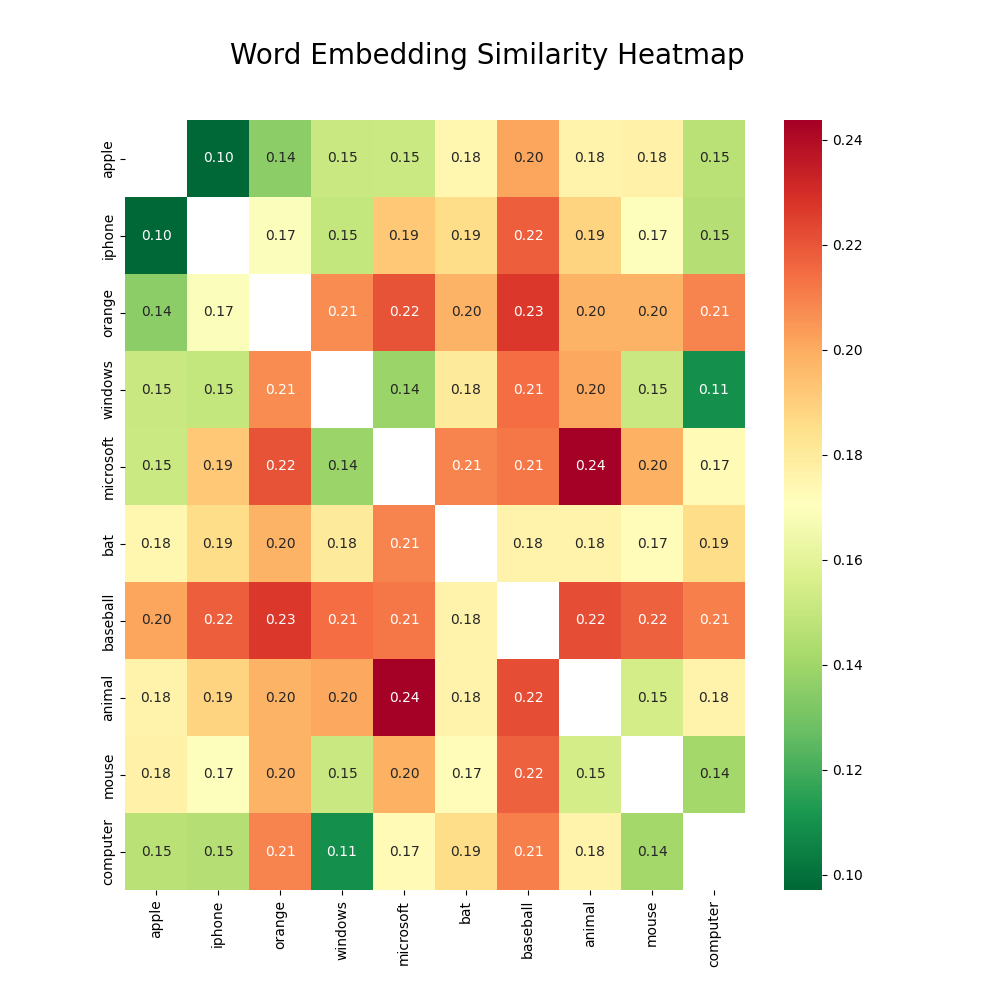 Word Embedding Similarity Heatmap
apple 0.10 0.14 0.15 0.15 0.18 0.20 0.18 0.18 0.15
iphone 0.10 0.17 0.15 0.19 0.19 0.22 0.19 0.17 0.15
orange 0.14 0.17 0.21 0.22 0.20 0.23 0.20 0.20 0.21
windows 0.15 0.15 0.21 0.14 0.18 0.21 0.20 0.15 0.11
microsoft 0.15 0.19 0.22 0.14 0.21 0.21 0.24 0.20 0.17
bat 0.18 0.19 0.20 0.18 0.21 0.18 0.18 0.17 0.19
baseball 0.20 0.22 0.23 0.21 0.21 0.18 0.22 0.22 0.21
animal 0.18 0.19 0.20 0.20 0.24 0.18 0.22 0.15 0.18
mouse 0.18 0.17 0.20 0.15 0.20 0.17 0.22 0.15 0.14
computer 0.15 0.15 0.21 0.11 0.17 0.19 0.21 0.18 0.14
apple iphone orange windows microsoft bat baseball animal mouse computer
0.24
0.22
0.20
0.18
0.16
0.14
0.12
0.10